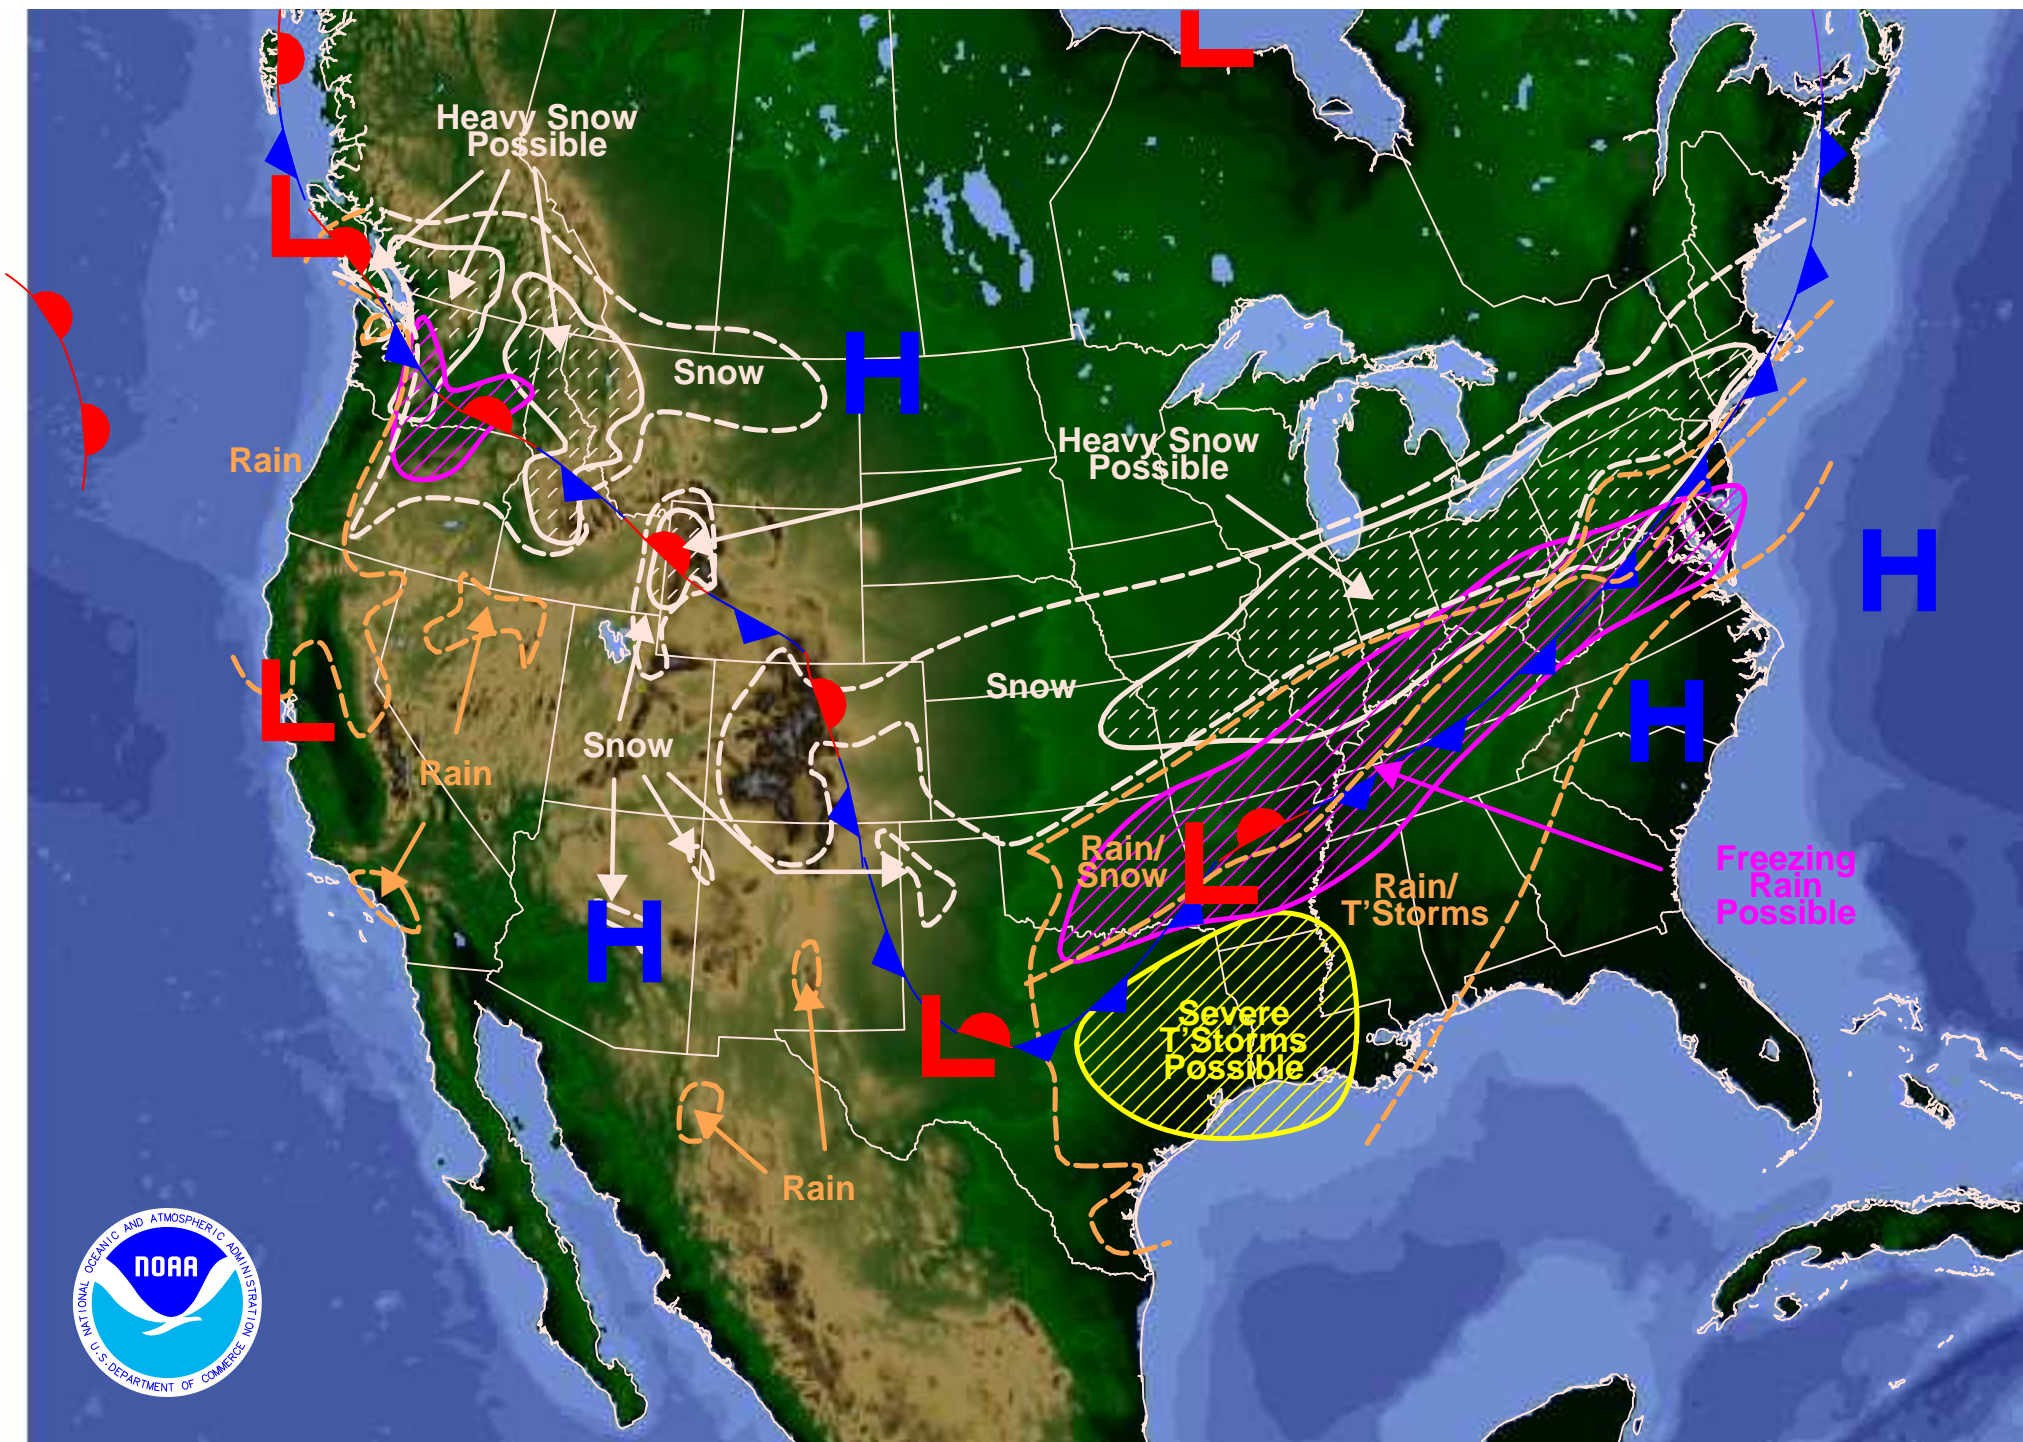 L
Heavy Snow
Possible
L
Snow
H
Heavy Snow
Possible
Rain
H
L
Snow
H
Snow
Rain
Rain/
Snow
L
Rain/
T'Storms
Freezing
Rain
Possible
H
L
Severe
T'Storms
Possible
Rain
NATIONAL OCEANIC AND ATMOSPHERIC ADMINISTRATION
NOAA
U.S. DEPARTMENT OF COMMERCE